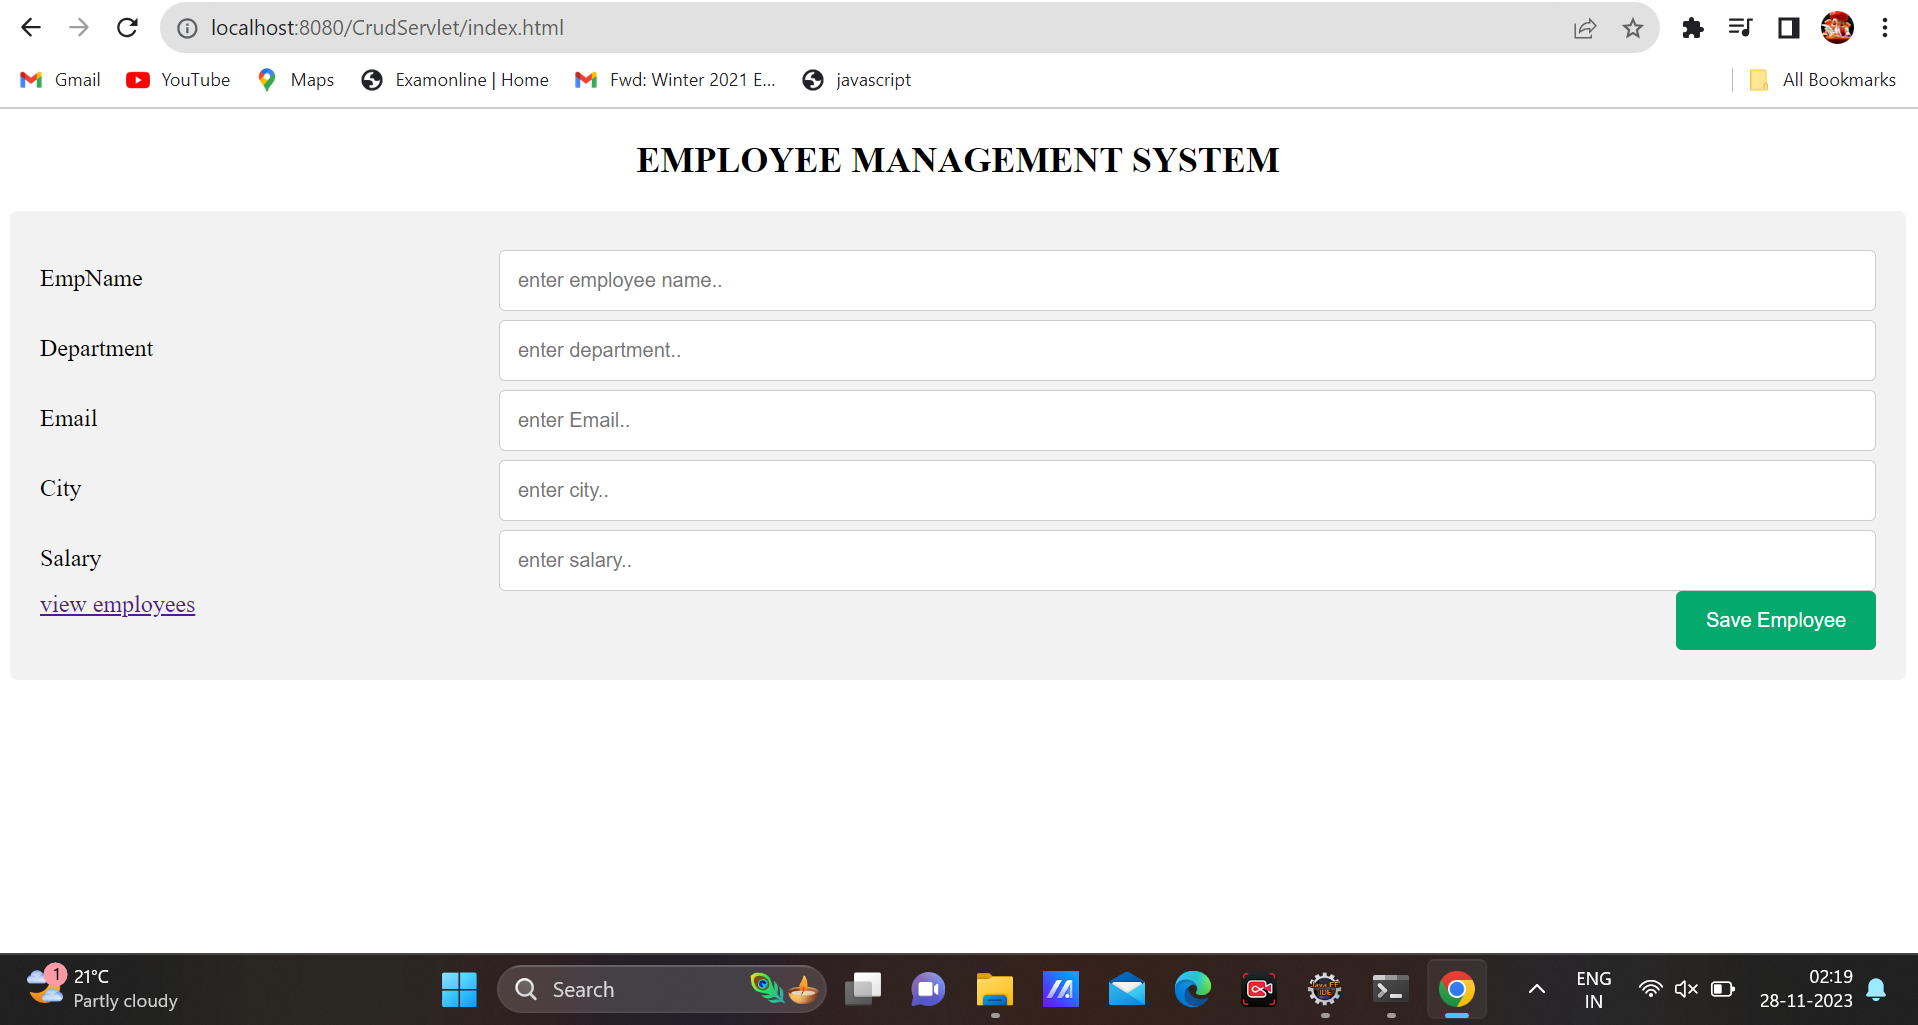 localhost:8080/CrudServlet/index.html
Gmail YouTube Maps Examonline | Home Fwd: Winter 2021 E... javascript All Bookmarks
EMPLOYEE MANAGEMENT SYSTEM
EmpName enter employee name..
Department enter department..
Email enter Email..
City enter city..
Salary enter salary..
view employees Save Employee
1 21°C
Partly cloudy
Search
ENG
IN
02:19
28-11-2023